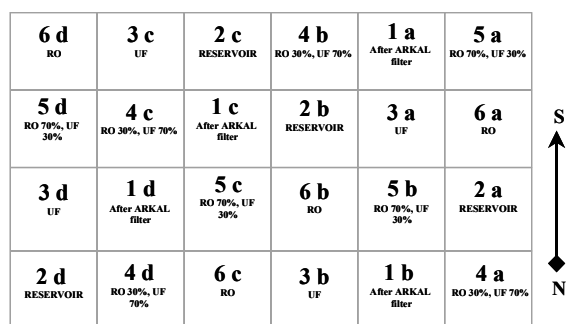 6 d
RO
3 c
UF
2 c
RESERVOIR
4 b
RO 30%, UF 70%
1 a
After ARKAL
filter
5 a
RO 70%, UF 30%
5 d
RO 70%, UF
30%
4 c
RO 30%, UF 70%
1 c
After ARKAL
filter
2 b
RESERVOIR
3 a
UF
6 a
RO
S
3 d
UF
1 d
After ARKAL
filter
5 c
RO 70%, UF
30%
6 b
RO
5 b
RO 70%, UF
30%
2 a
RESERVOIR
2 d
RESERVOIR
4 d
RO 30%, UF
70%
6 c
RO
3 b
UF
1 b
After ARKAL
filter
4 a
RO 30%, UF 70%
N